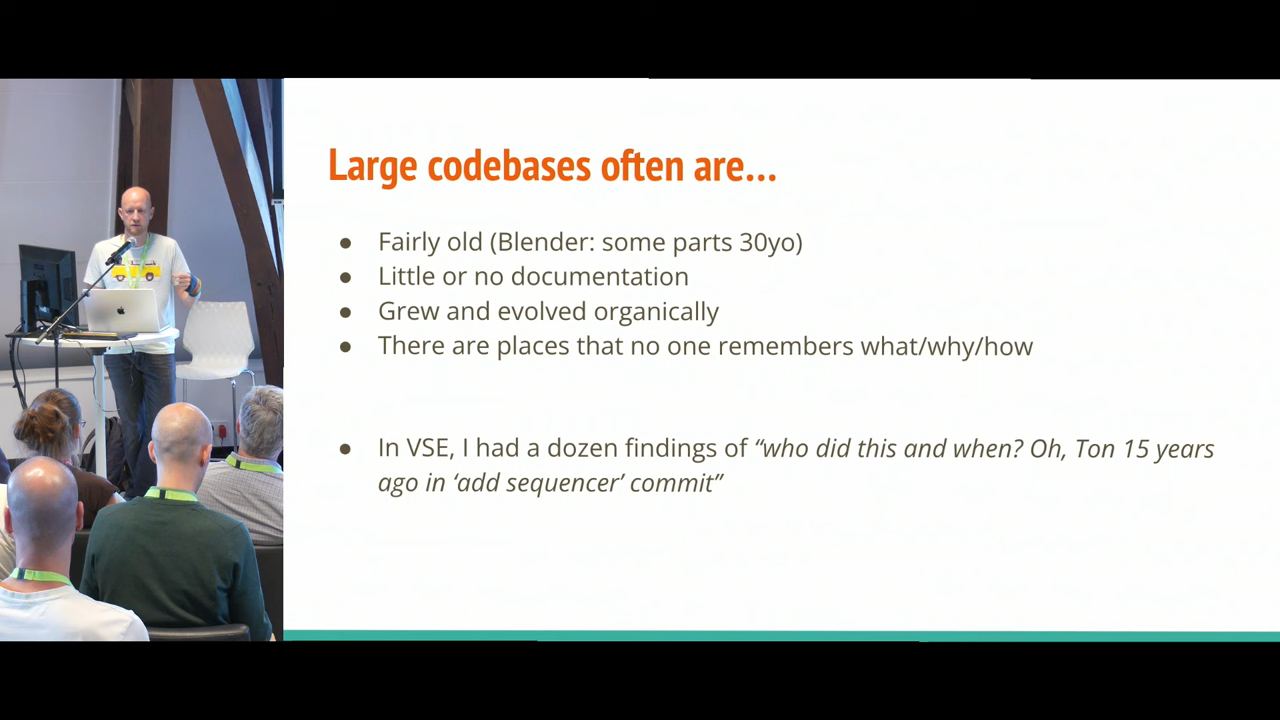 Large codebases often are...
● Fairly old (Blender: some parts 30yo)
● Little or no documentation
● Grew and evolved organically
● There are places that no one remembers what/why/how
● In VSE, I had a dozen findings of “who did this and when? Oh, Ton 15 years
ago in ‘add sequencer’ commit”